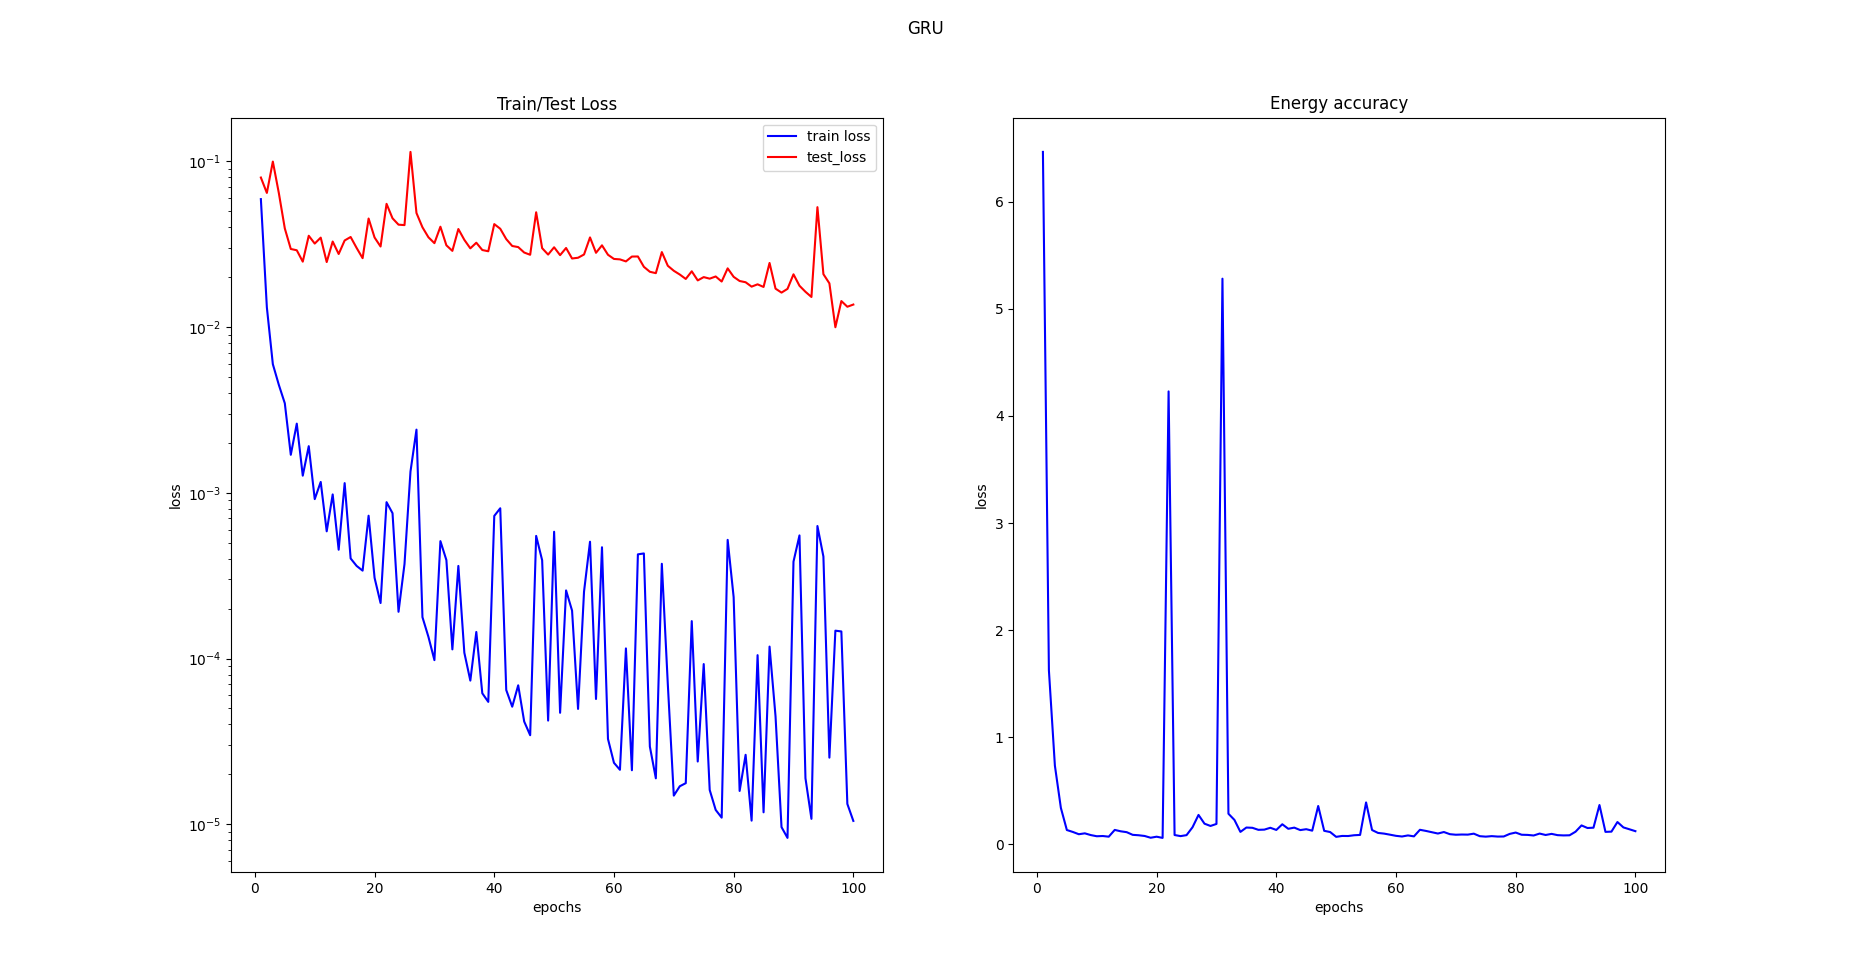 GRU
Train/Test Loss
train loss
test_loss
10⁻¹
10⁻²
10⁻³
10⁻⁴
10⁻⁵
loss
0 20 40 60 80 100
epochs
Energy accuracy
6
5
4
3
2
1
0
loss
0 20 40 60 80 100
epochs